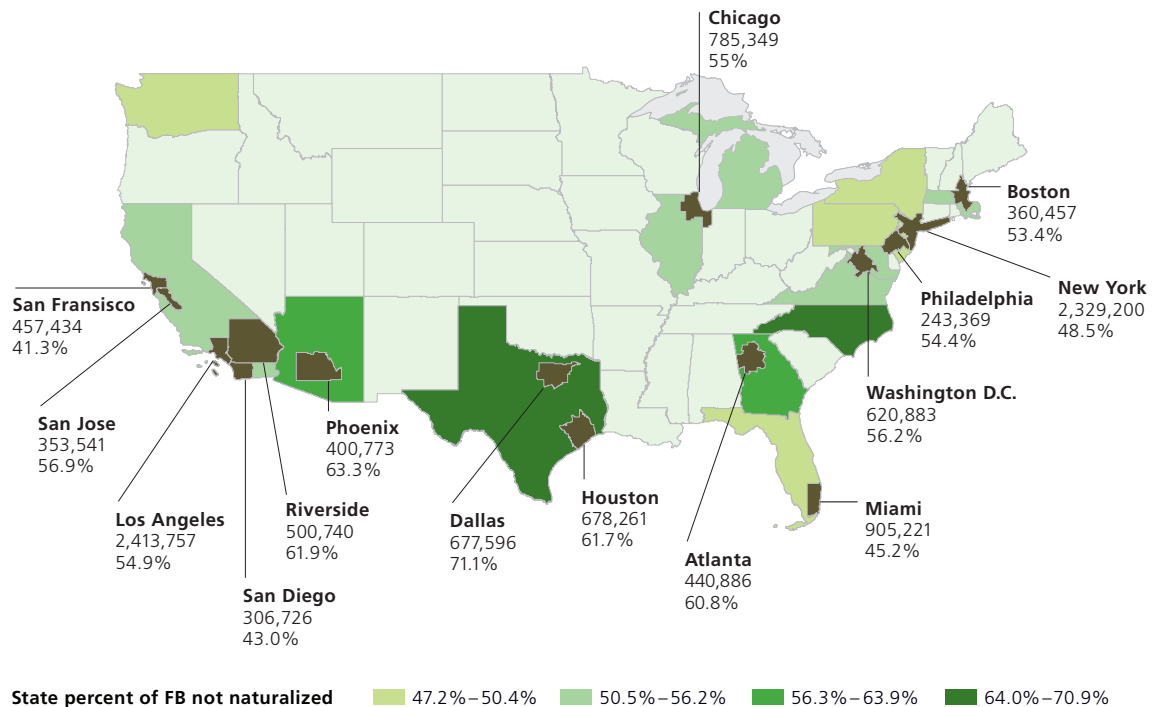 Chicago
785,349
55%
Boston
360,457
53.4%
New York
2,329,200
48.5%
Philadelphia
243,369
54.4%
San Fransisco
457,434
41.3%
Washington D.C.
620,883
56.2%
San Jose
353,541
56.9%
Phoenix
400,773
63.3%
Los Angeles
2,413,757
54.9%
Riverside
500,740
61.9%
Dallas
677,596
71.1%
Houston
678,261
61.7%
Miami
905,221
45.2%
Atlanta
440,886
60.8%
San Diego
306,726
43.0%
State percent of FB not naturalized 47.2%–50.4% 50.5%–56.2% 56.3%–63.9% 64.0%–70.9%